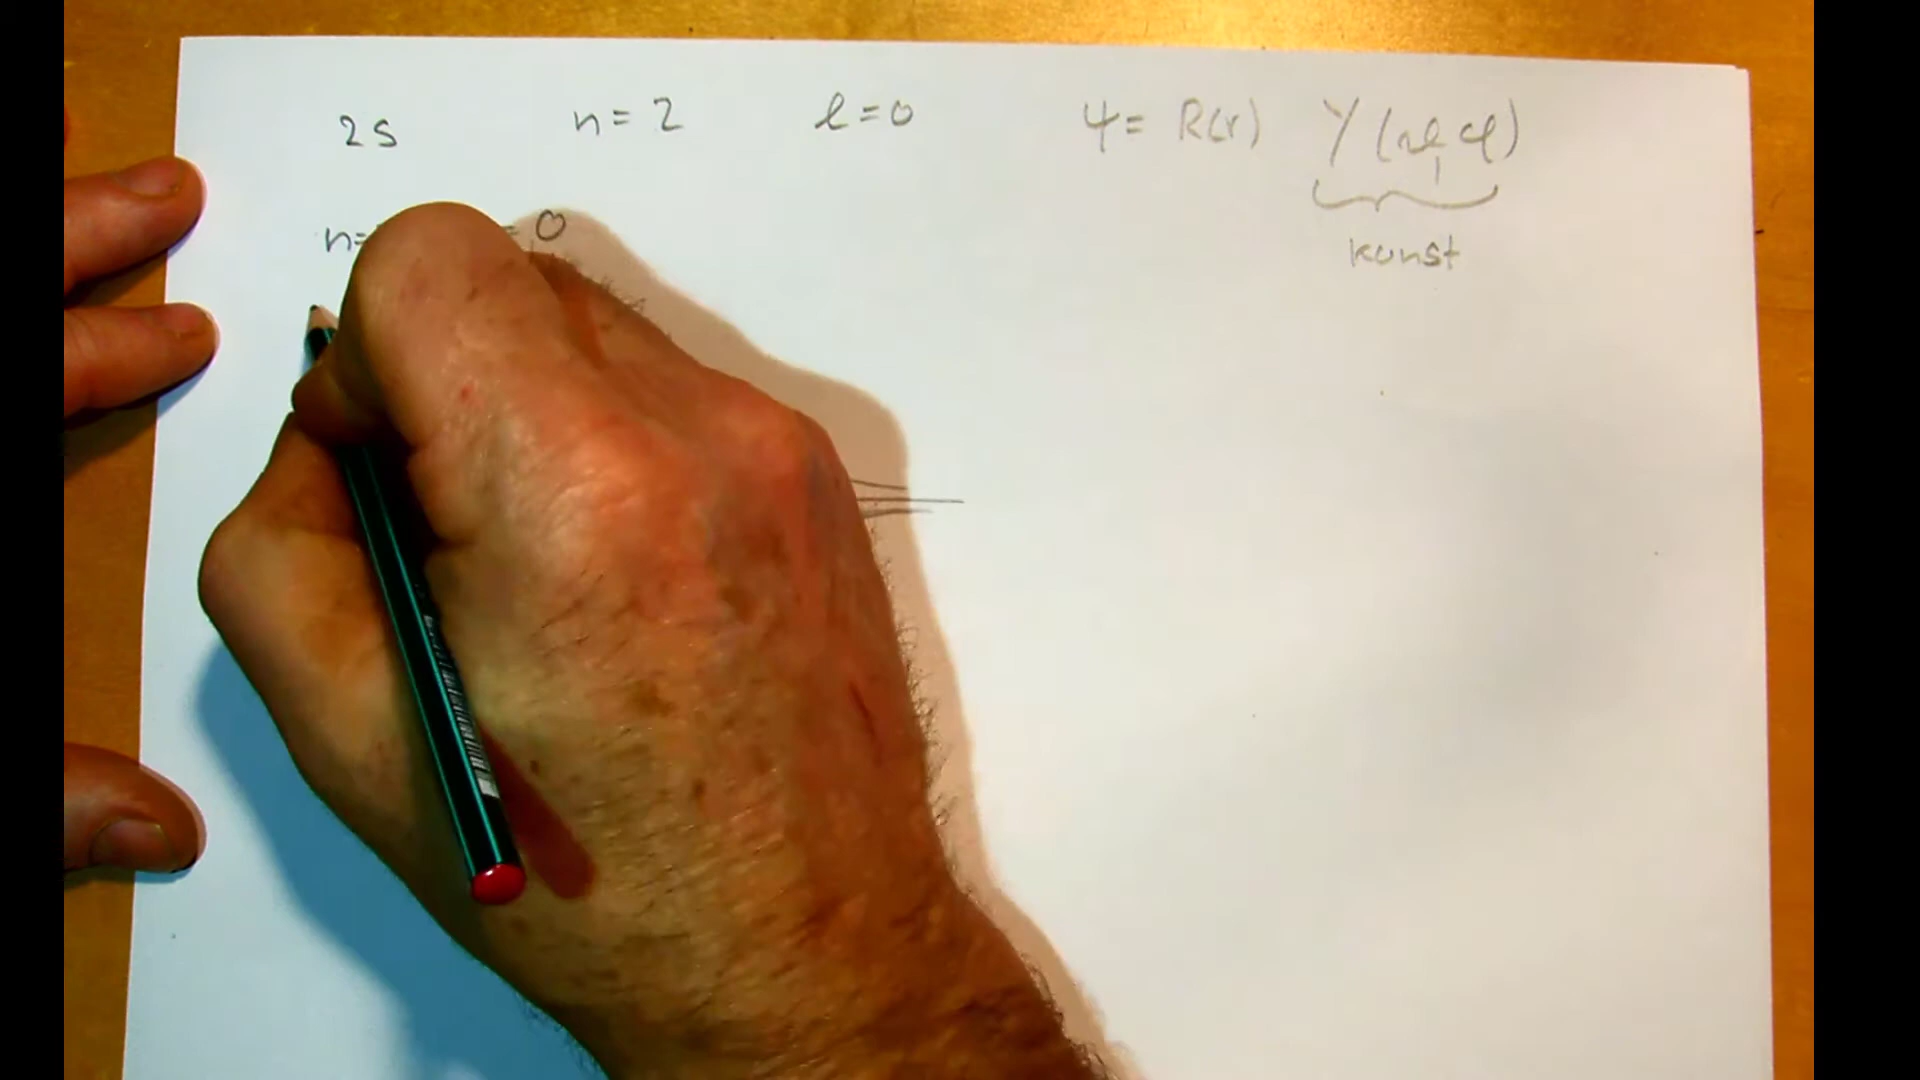 2s n=2 l=0 ψ= R(r) Y(ϑ,φ)
n= = 0
konst